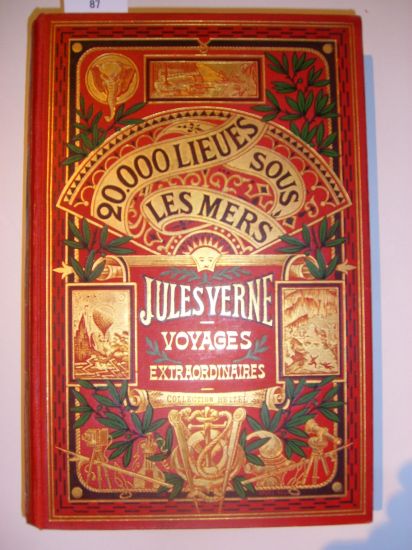 87
20.000 LIEUES
SOUS
LES MERS
JULES VERNE
VOYAGES
EXTRAORDINAIRES
COLLECTION HETZEL